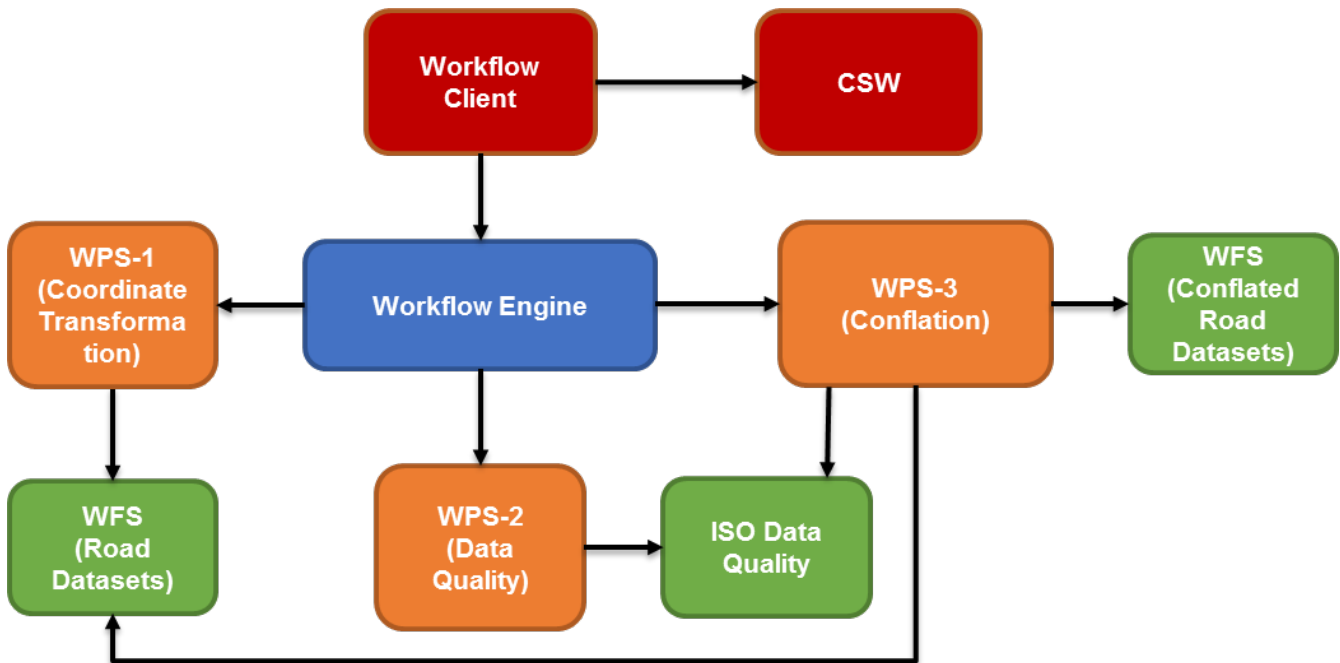 Workflow
Client
CSW
WPS-1
(Coordinate
Transforma
tion)
Workflow Engine
WPS-3
(Conflation)
WFS
(Conflated
Road
Datasets)
WFS
(Road
Datasets)
WPS-2
(Data
Quality)
ISO Data
Quality